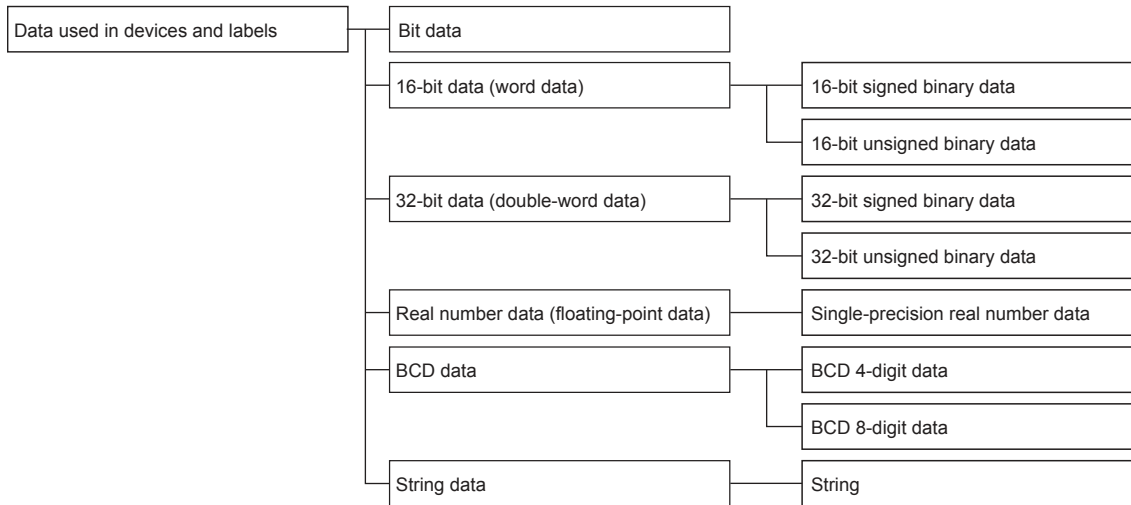 Data used in devices and labels
Bit data
16-bit data (word data)
16-bit signed binary data
16-bit unsigned binary data
32-bit data (double-word data)
32-bit signed binary data
32-bit unsigned binary data
Real number data (floating-point data)
Single-precision real number data
BCD data
BCD 4-digit data
BCD 8-digit data
String data
String